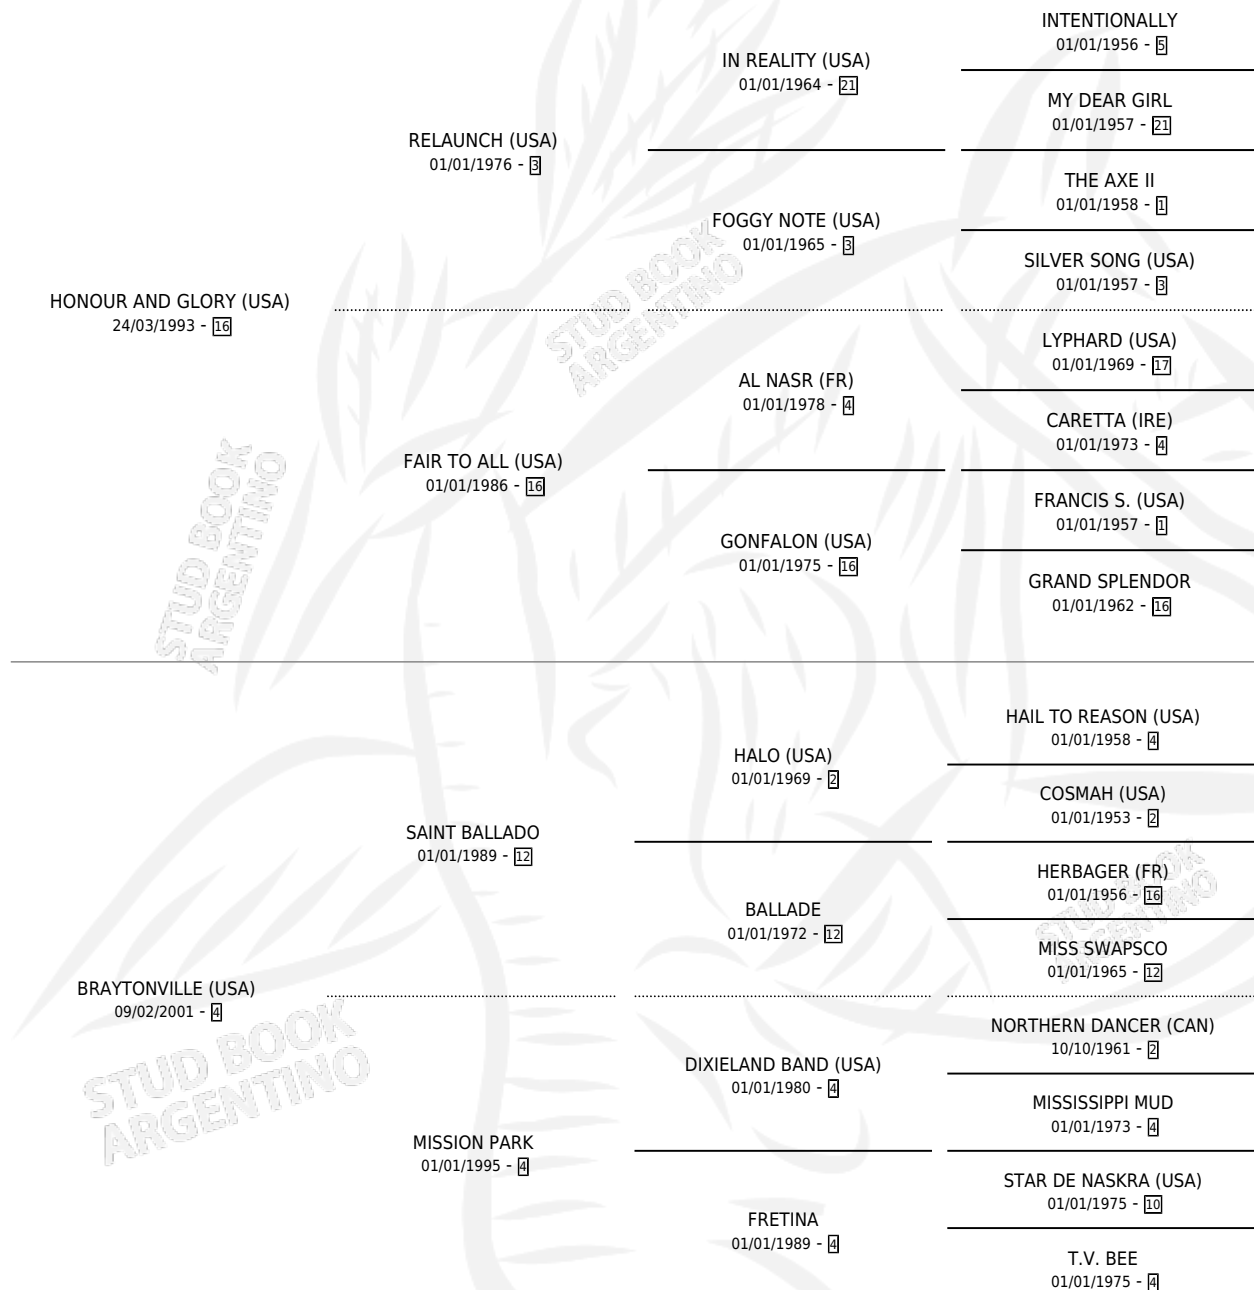 INTENTIONALLY
01/01/1956 - 5
IN REALITY (USA)
01/01/1964 - 21
MY DEAR GIRL
01/01/1957 - 21
RELAUNCH (USA)
01/01/1976 - 3
THE AXE II
01/01/1958 - 1
FOGGY NOTE (USA)
01/01/1965 - 3
SILVER SONG (USA)
01/01/1957 - 3
HONOUR AND GLORY (USA)
24/03/1993 - 16
LYPHARD (USA)
01/01/1969 - 17
AL NASR (FR)
01/01/1978 - 4
CARETTA (IRE)
01/01/1973 - 4
FAIR TO ALL (USA)
01/01/1986 - 16
FRANCIS S. (USA)
01/01/1957 - 1
GONFALON (USA)
01/01/1975 - 16
GRAND SPLENDOR
01/01/1962 - 16
STUD BOOK
ARGENTINO
STUD BOOK
ARGENTINO
HAIL TO REASON (USA)
01/01/1958 - 4
HALO (USA)
01/01/1969 - 2
COSMAH (USA)
01/01/1953 - 2
SAINT BALLADO
01/01/1989 - 12
HERBAGER (FR)
01/01/1956 - 16
BALLADE
01/01/1972 - 12
MISS SWAPSCO
01/01/1965 - 12
STUD BOOK
ARGENTINO
BRAYTONVILLE (USA)
09/02/2001 - 4
NORTHERN DANCER (CAN)
10/10/1961 - 2
DIXIELAND BAND (USA)
01/01/1980 - 4
MISSISSIPPI MUD
01/01/1973 - 4
STUD BOOK
ARGENTINO
MISSION PARK
01/01/1995 - 4
STAR DE NASKRA (USA)
01/01/1975 - 10
FRETINA
01/01/1989 - 4
T.V. BEE
01/01/1975 - 4